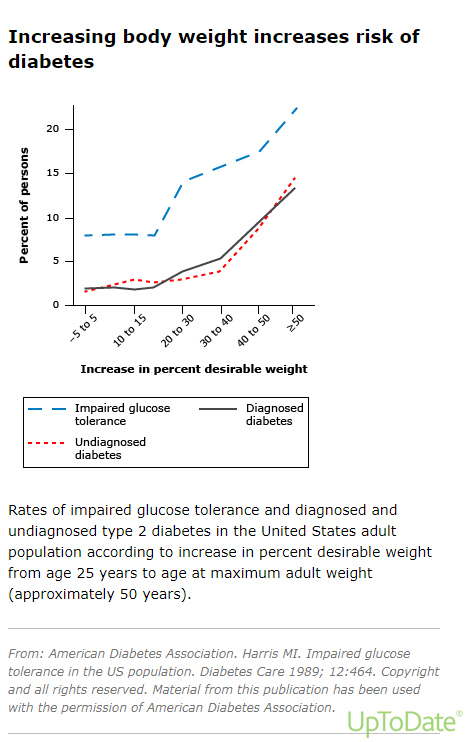 Increasing body weight increases risk of
diabetes
Percent of persons
20
15
10
5
0
-5 to 5
10 to 15
20 to 30
30 to 40
40 to 50
≥50
Increase in percent desirable weight
Impaired glucose
tolerance
Diagnosed
diabetes
Undiagnosed
diabetes
Rates of impaired glucose tolerance and diagnosed and
undiagnosed type 2 diabetes in the United States adult
population according to increase in percent desirable weight
from age 25 years to age at maximum adult weight
(approximately 50 years).
From: American Diabetes Association. Harris MI. Impaired glucose
tolerance in the US population. Diabetes Care 1989; 12:464. Copyright
and all rights reserved. Material from this publication has been used
with the permission of American Diabetes Association.
UpToDate®